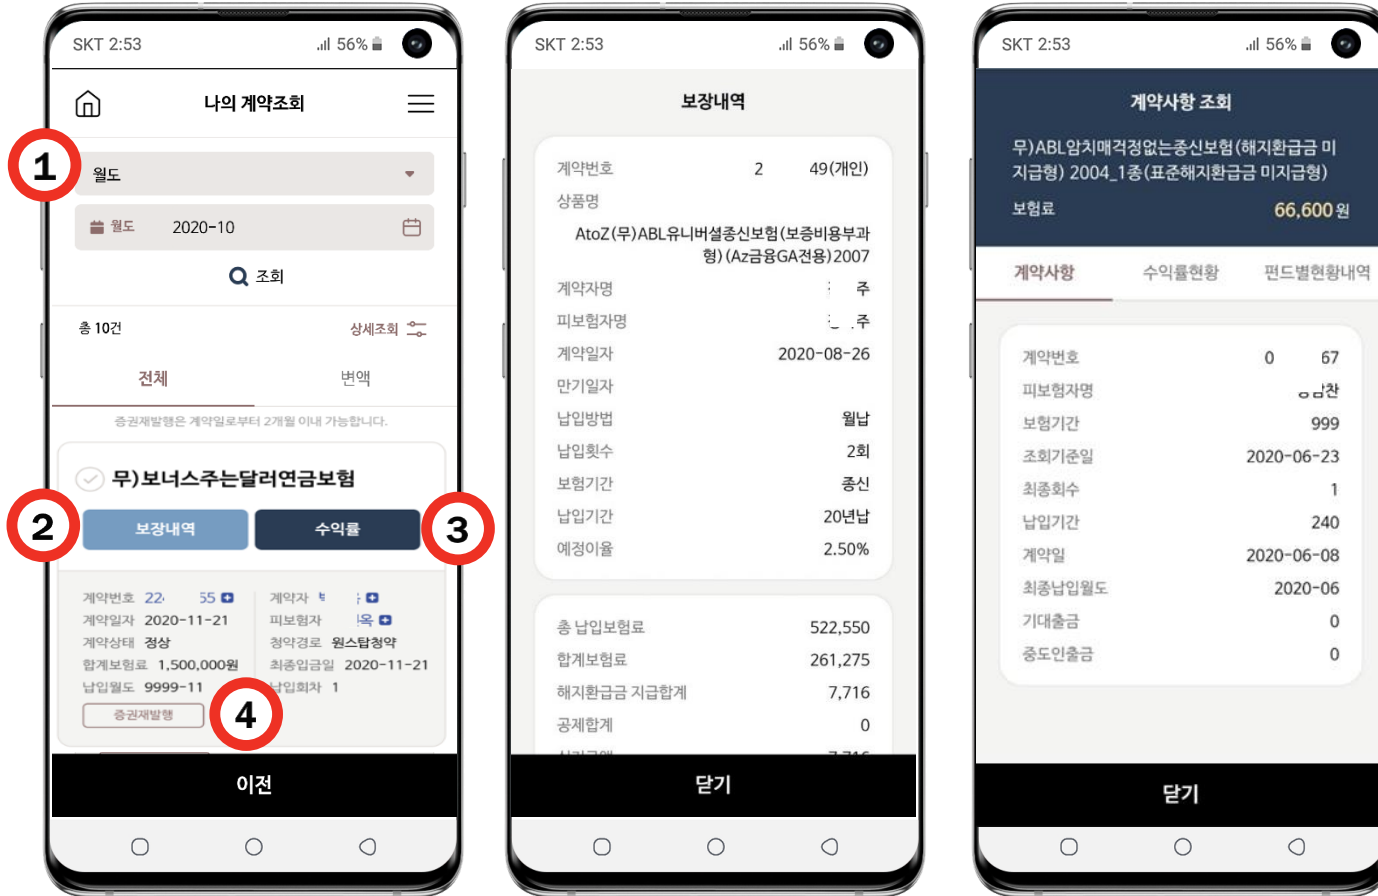 SKT 2:53
56%
나의 계약조회
1
월도
월도 2020-10
조회
총 10건
상세조회
전체
변액
증권재발행은 계약일로부터 2개월 이내 가능합니다.
무)보너스주는달러연금보험
2
보장내역
수익률
3
계약번호 22 55
계약자
계약일자 2020-11-21
피보험자 옥
계약상태 정상
청약경로 원스탑청약
합계보험료 1,500,000원
최종입금일 2020-11-21
납입월도 9999-11
납입회차 1
증권재발행
4
이전
SKT 2:53
56%
보장내역
계약번호 2 49(개인)
상품명
AtoZ(무)ABL유니버셜종신보험(보증비용부과
형)(Az금융GA전용)2007
계약자명 주
피보험자명 주
계약일자 2020-08-26
만기일자
납입방법 월납
납입횟수 2회
보험기간 종신
납입기간 20년납
예정이율 2.50%
총 납입보험료 522,550
합계보험료 261,275
해지환급금 지급합계 7,716
공제합계 0
닫기
SKT 2:53
56%
계약사항 조회
무)ABL암치매걱정없는종신보험(해지환급금 미
지급형) 2004_1종(표준해지환급금 미지급형)
보험료 66,600 원
계약사항
수익률현황
펀드별현황내역
계약번호 0 67
피보험자명 찬
보험기간 999
조회기준일 2020-06-23
최종회수 1
납입기간 240
계약일 2020-06-08
최종납입월도 2020-06
기대출금 0
중도인출금 0
닫기